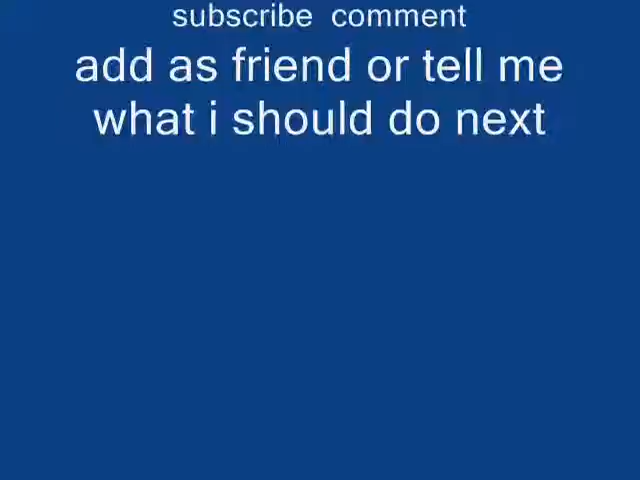 subscribe  comment
add as friend or tell me
what i should do next